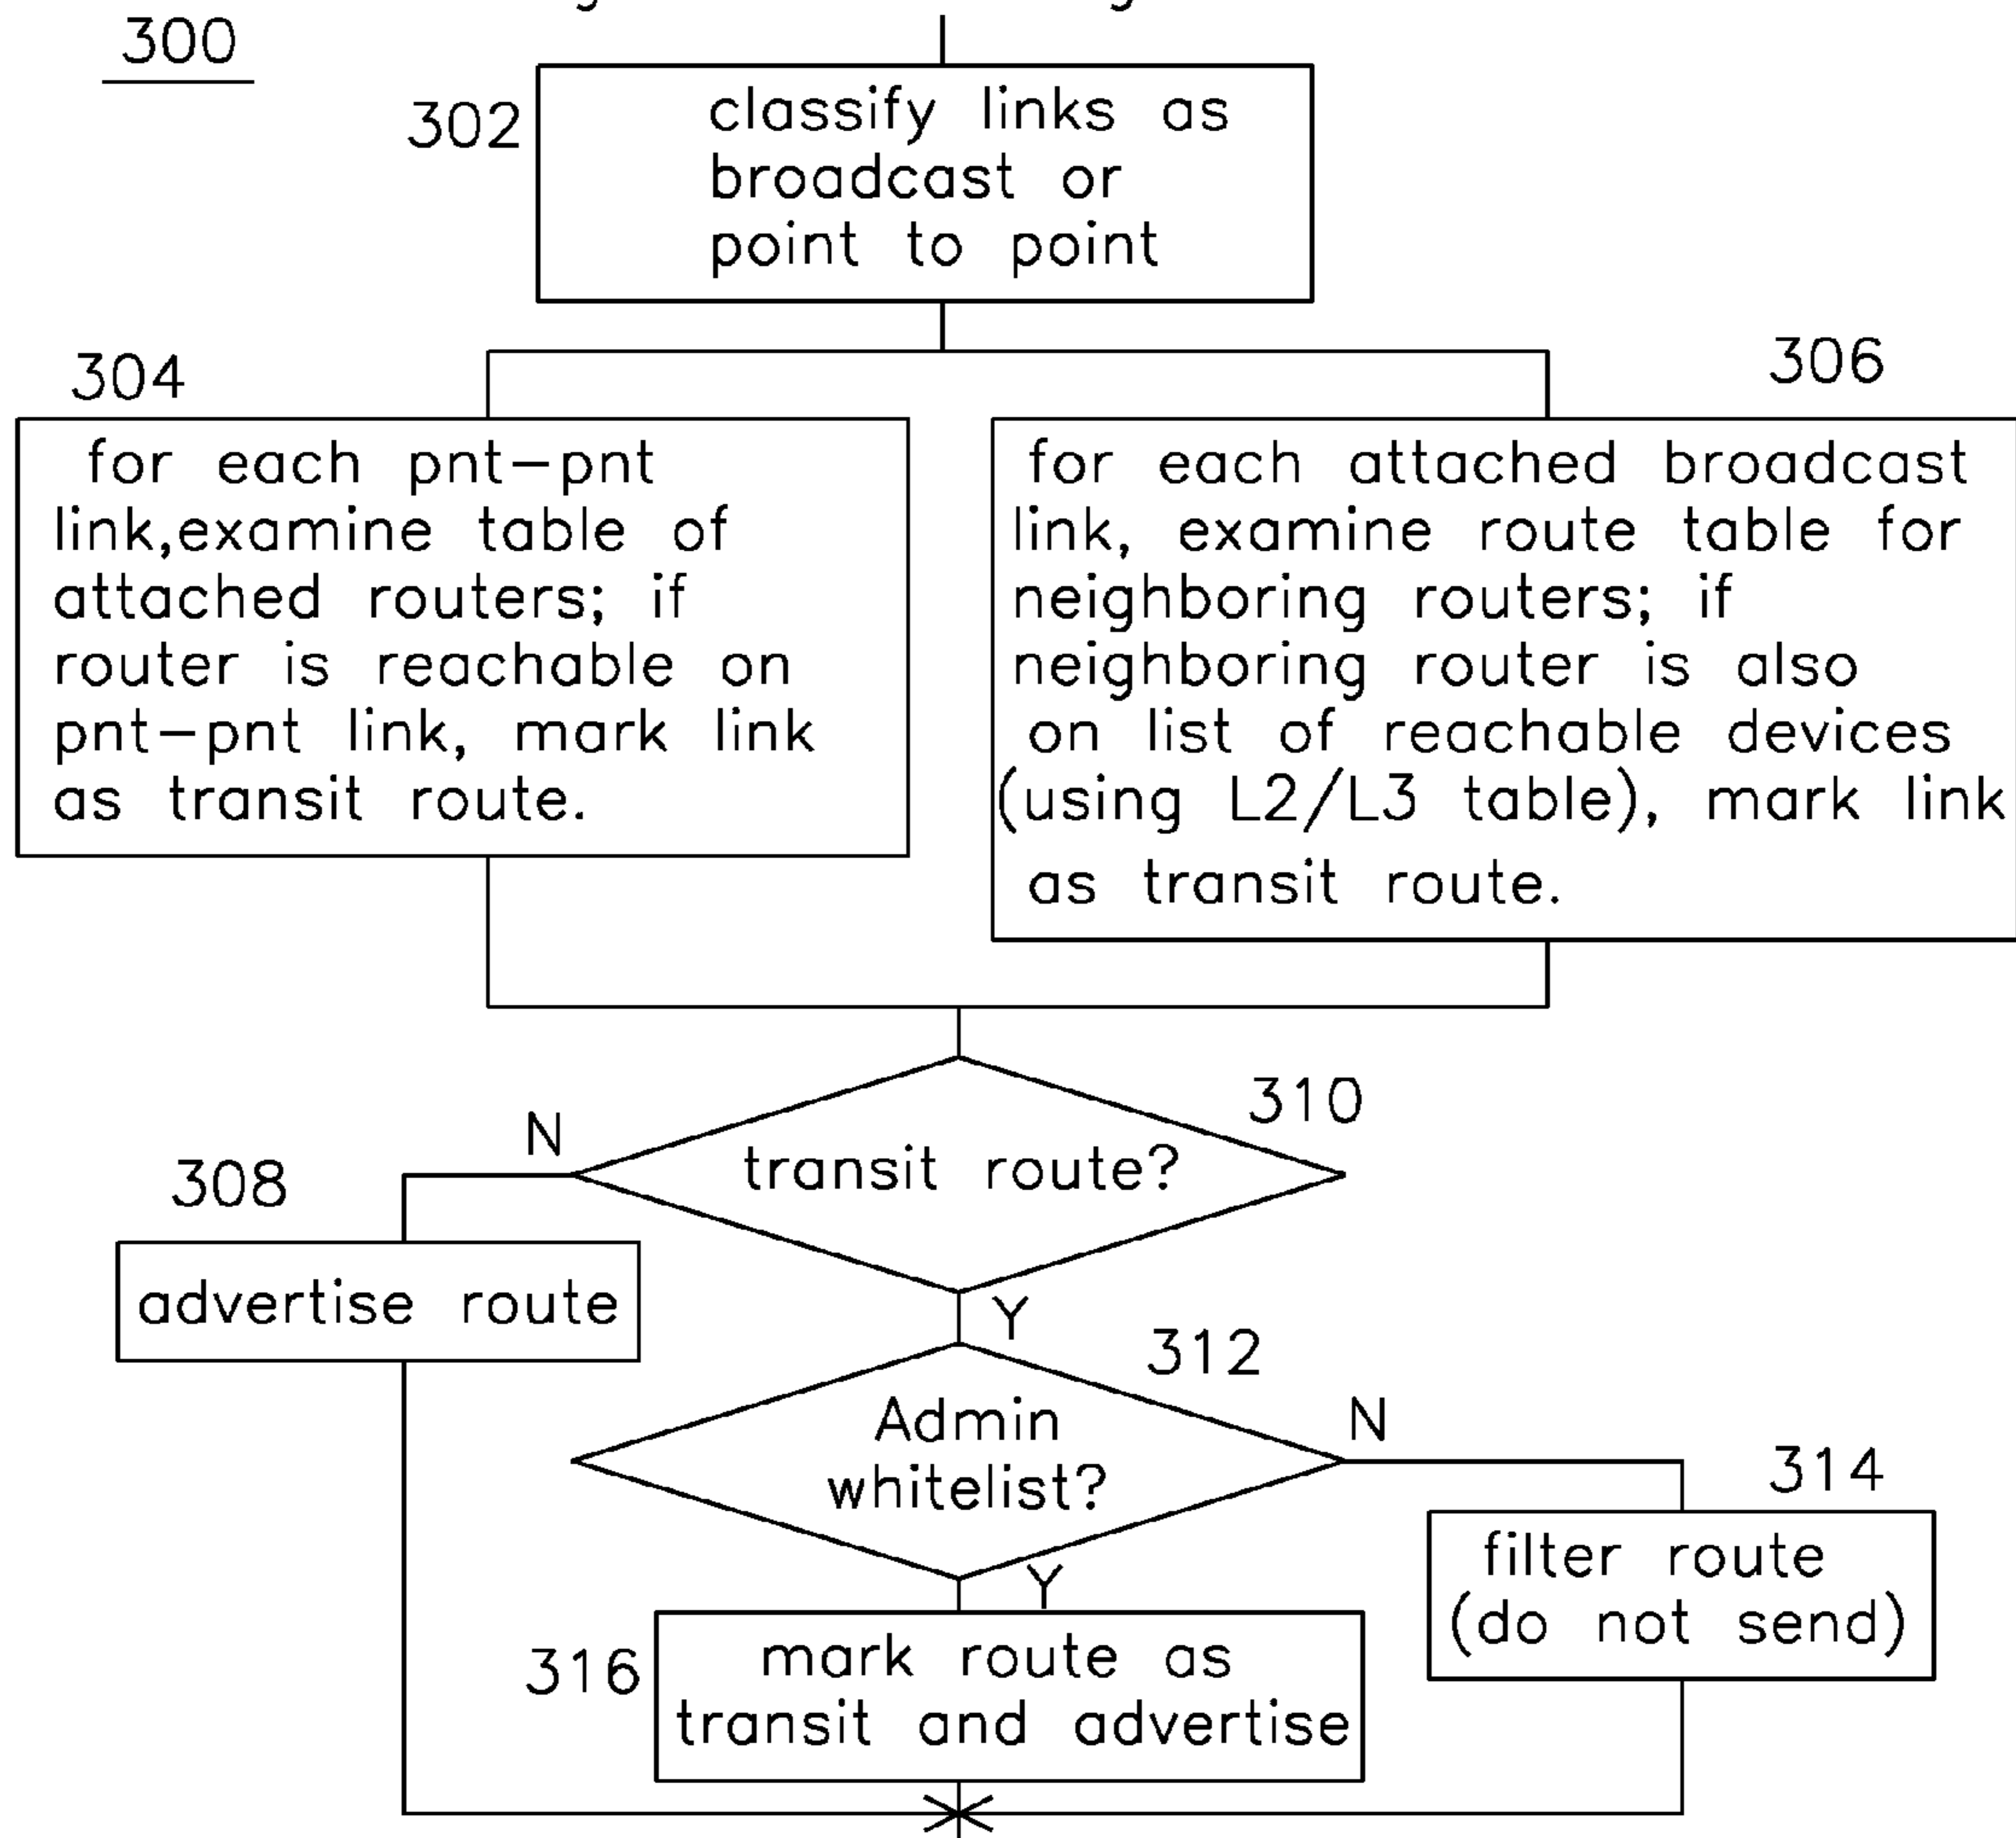 300
302
classify links as
broadcast or
point to point
304
for each pnt-pnt
link,examine table of
attached routers; if
router is reachable on
pnt-pnt link, mark link
as transit route.
306
for each attached broadcast
link, examine route table for
neighboring routers; if
neighboring router is also
on list of reachable devices
(using L2/L3 table), mark link
as transit route.
310
transit route?
N
Y
308
advertise route
312
Admin
whitelist?
N
Y
314
filter route
(do not send)
316
mark route as
transit and advertise